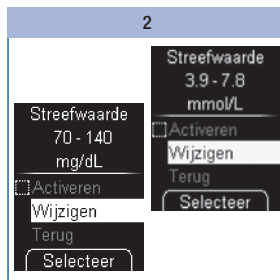 2
Streefwaarde
70 - 140
mg/dL
Activeren
Wijzigen
Terug
Selecteer
Streefwaarde
3.9 - 7.8
mmol/L
Activeren
Wijzigen
Terug
Selecteer